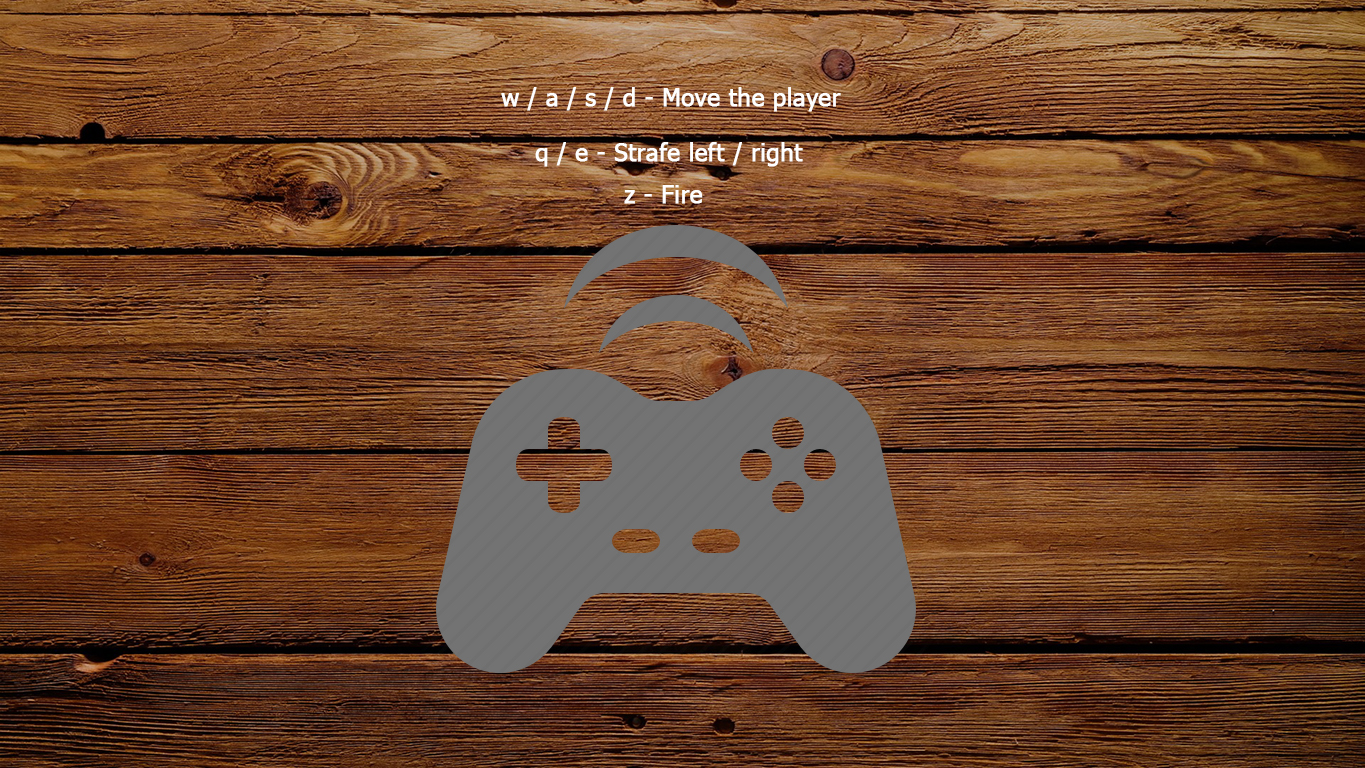 w / a / s / d - Move the player
q / e - Strafe left / right
z - Fire